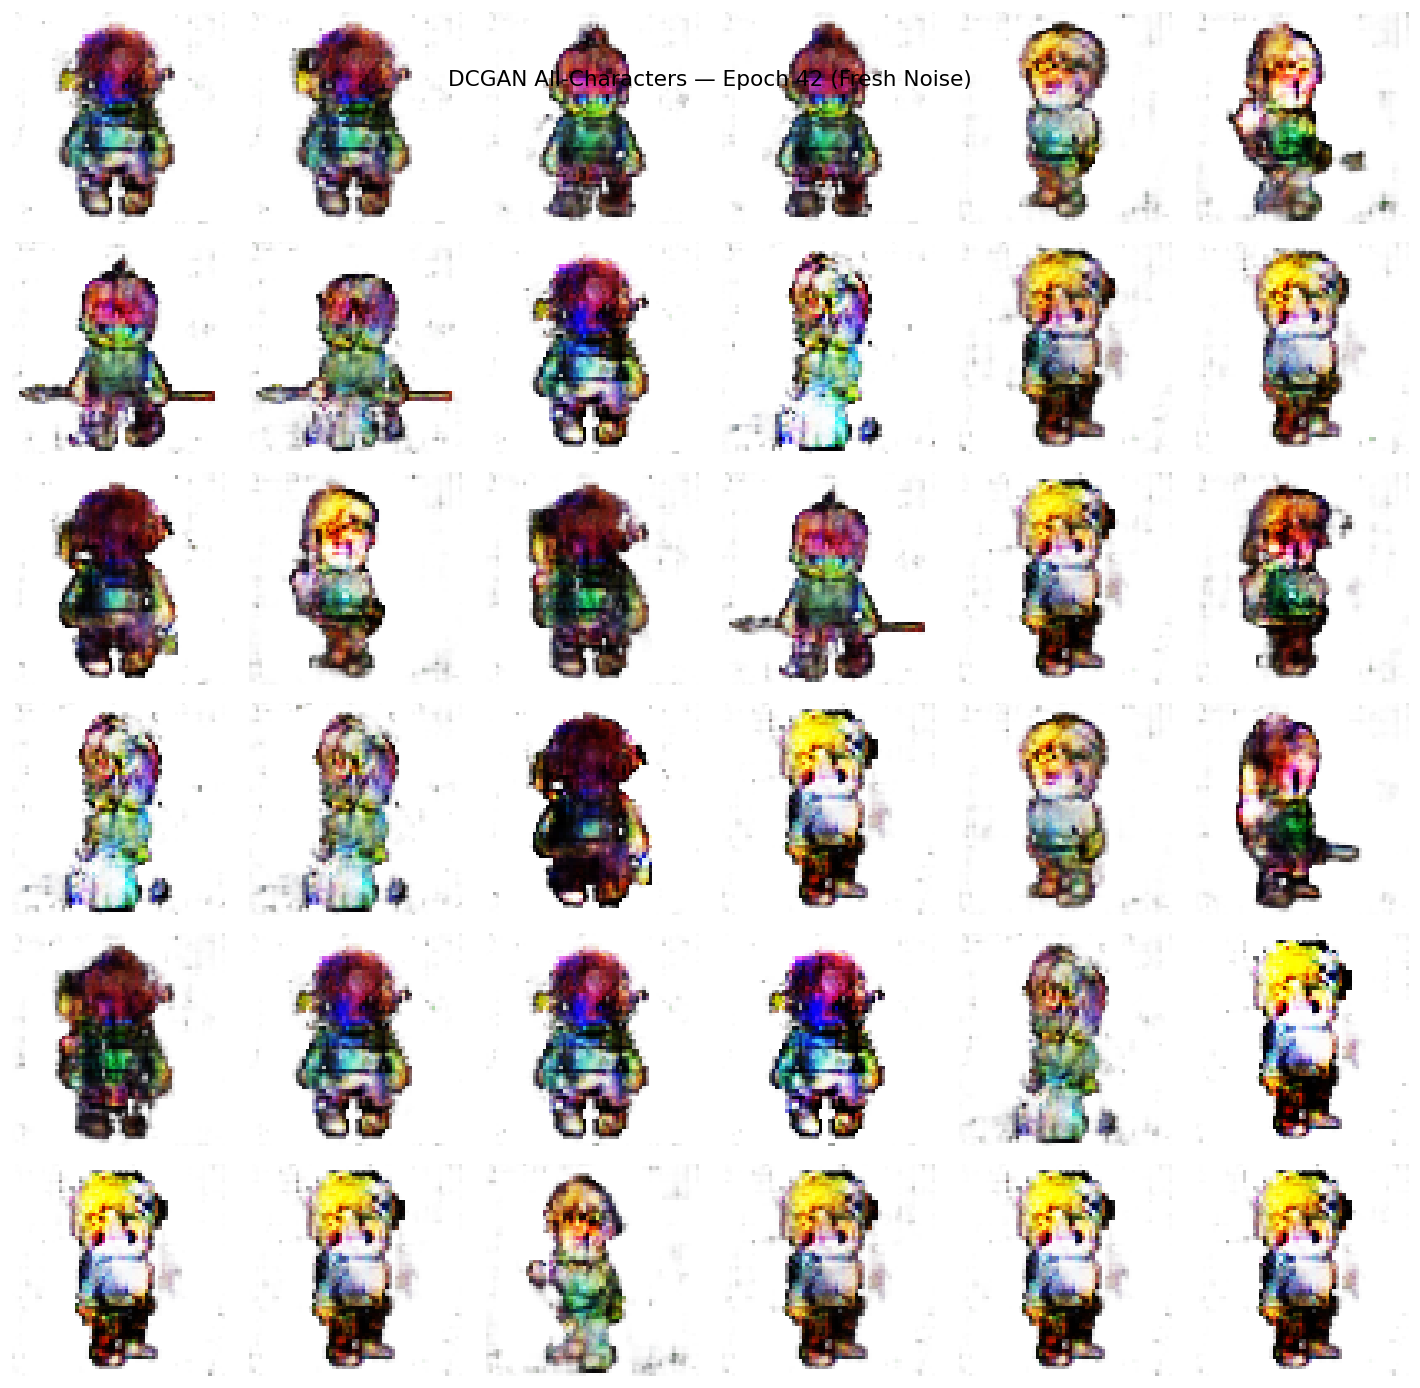 DCGAN All-Characters — Epoch 42 (Fresh Noise)